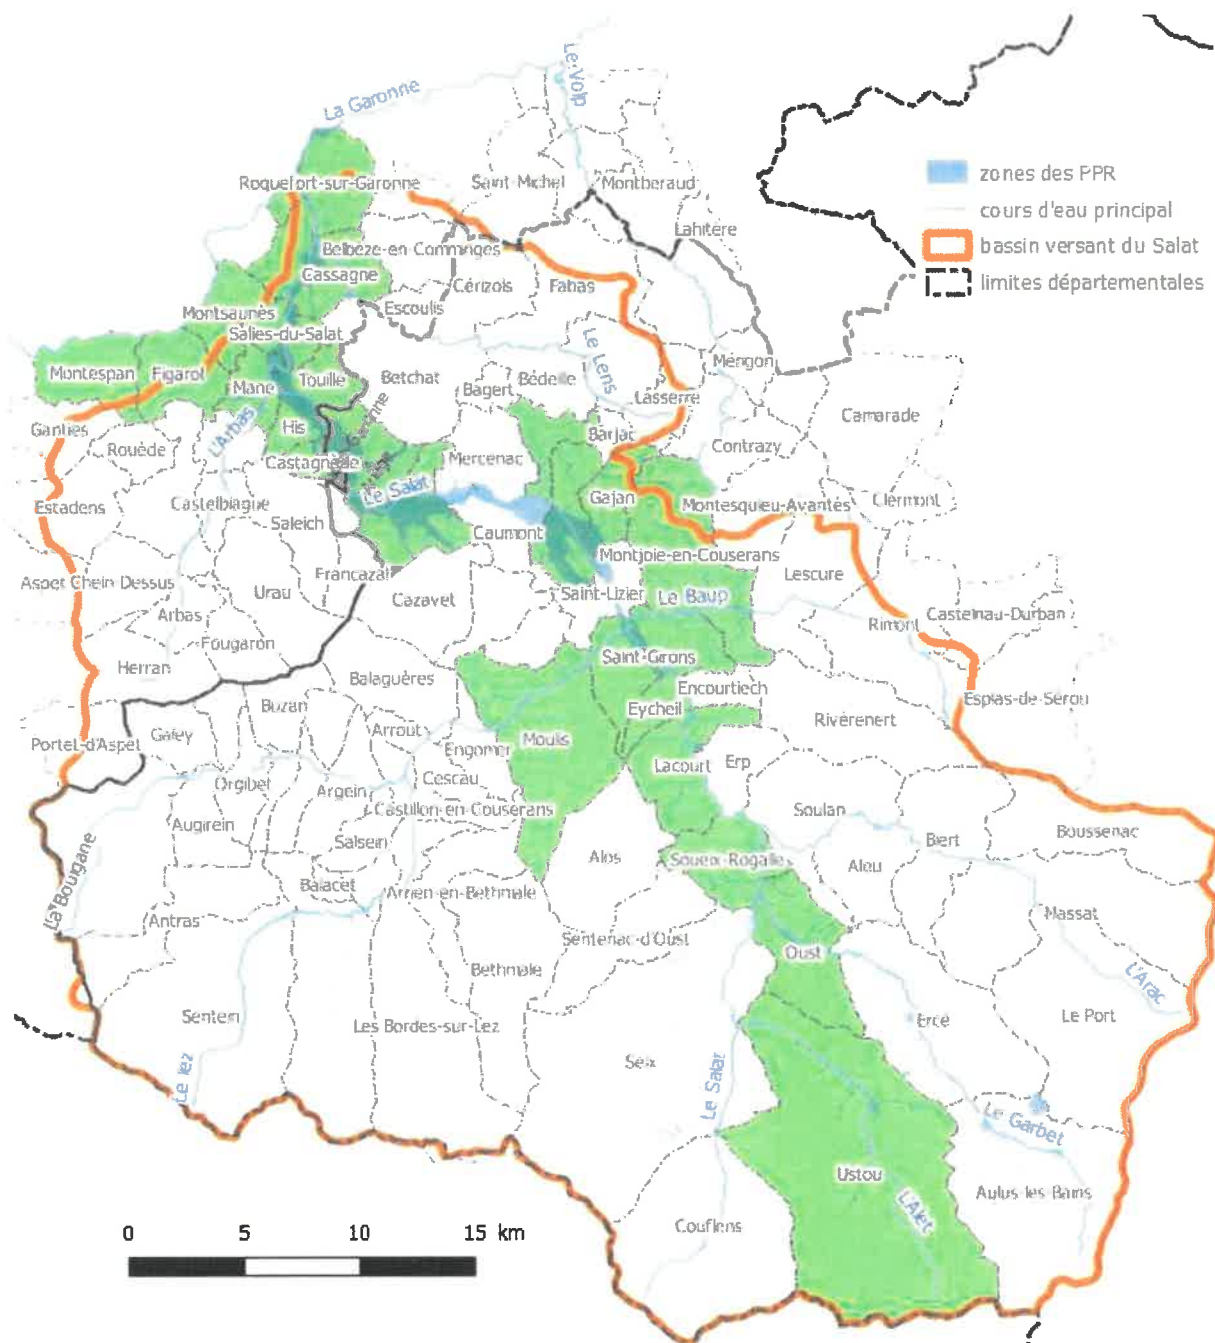 Le Volp
La Garonne
zones des PPR
Roquefort-sur-Garonne
Saint-Michel
Montberaud
cours d'eau principal
Lahitère
bassin versant du Salat
Belbèze-en-Comminges
Cassagne
Cérizols
Fabas
limites départementales
Escoulis
Montsaunès
Salies-du-Salat
Le Lens
Mérigon
Montespan
Figarol
Mane
Touille
Betchat
Bagert
Bédeille
Lasserre
Camarade
L'Arbas
Ganties
His
Barjac
Contrazy
Rouède
Castagnède
Mercenac
Estadens
Castelbiague
Le Salat
Gajan
Montesquieu-Avantès
Clermont
Saleich
Caumont
Montjoie-en-Couserans
Aspet
Chein-Dessus
Urau
Francazal
Cazavet
Saint-Lizier
Le Baup
Lescure
Arbas
Castelnau-Durban
Fougaron
Rimont
Herran
Saint-Girons
Balaguères
Encourtiech
Esplas-de-Sérou
Buzan
Eycheil
Rivèrenert
Portet-d'Aspet
Galey
Arrout
Engomer
Moulis
Orgibet
Argein
Cescau
Lacourt
Erp
Castillon-en-Couserans
Soulan
Augirein
Salsein
Biert
Boussenac
La Bouigane
Alos
Soueix-Rogalle
Aleu
Balacet
Arrien-en-Bethmale
Antras
Massat
Sentenac-d'Oust
Oust
Bethmale
L'Arac
Sentein
Les Bordes-sur-Lez
Ercé
Le Port
Seix
Le lez
Le Salat
Le Garbet
Ustou
Aulus-les-Bains
L'Alet
Couflens
0 5 10 15 km